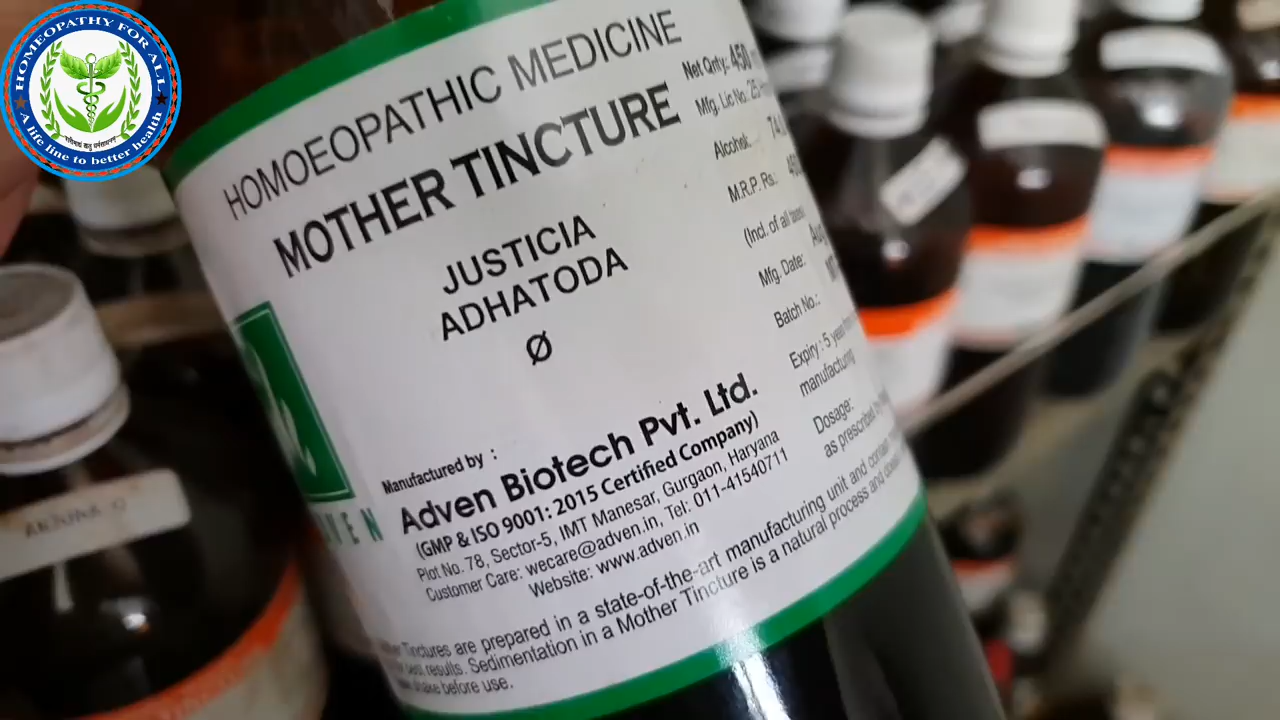 HOMEOPATHY FOR ALL
A life line to better health
HOMOEOPATHIC MEDICINE
MOTHER TINCTURE
JUSTICIA
ADHATODA
Ø
Manufactured by :
Adven Biotech Pvt. Ltd.
(GMP & ISO 9001: 2015 Certified Company)
Plot No. 78, Sector-5, IMT Manesar, Gurgaon, Haryana
Customer Care: wecare@adven.in, Tel: 011-41540711
Website: www.adven.in
Tinctures are prepared in a state-of-the-art manufacturing unit and
results. Sedimentation in a Mother Tincture is a natural process and
shake before use.
Net Qnty.: 450
Mfg. Lic No. 25
Alcohol:
M.R.P. Rs.:
(Incl. of all taxes)
Mfg. Date:
Batch No.:
Expiry : 5 years
manufacturing
Dosage:
as prescribed